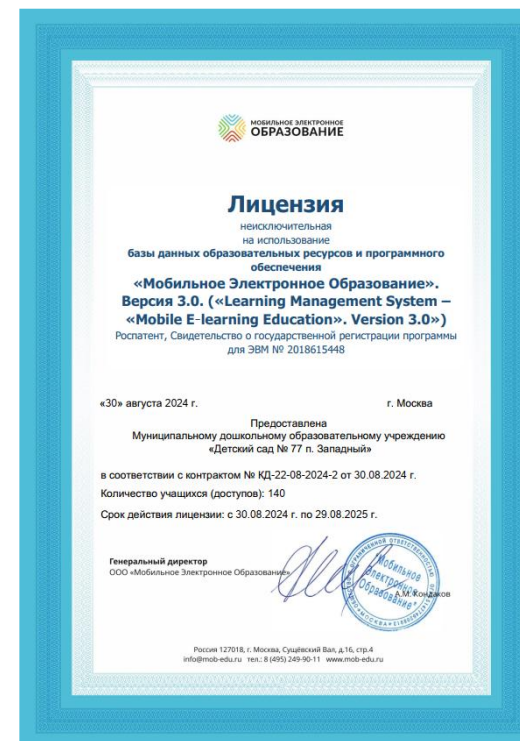 МОБИЛЬНОЕ ЭЛЕКТРОННОЕ
ОБРАЗОВАНИЕ
Лицензия
неисключительная
на использование
базы данных образовательных ресурсов и программного
обеспечения
«Мобильное Электронное Образование».
Версия 3.0. («Learning Management System –
«Mobile E-learning Education». Version 3.0»)
Роспатент, Свидетельство о государственной регистрации программы
для ЭВМ № 2018615448
«30» августа 2024 г. г. Москва
Предоставлена
Муниципальному дошкольному образовательному учреждению
«Детский сад № 77 п. Западный»
в соответствии с контрактом № КД-22-08-2024-2 от 30.08.2024 г.
Количество учащихся (доступов): 140
Срок действия лицензии: с 30.08.2024 г. по 29.08.2025 г.
Генеральный директор
ООО «Мобильное Электронное Образование»
"Мобильное
Электронное
Образование"
МОСКВА
А.М. Кондаков
Россия 127018, г. Москва, Сущёвский Вал, д.16, стр.4
info@mob-edu.ru тел.: 8 (495) 249-90-11 www.mob-edu.ru